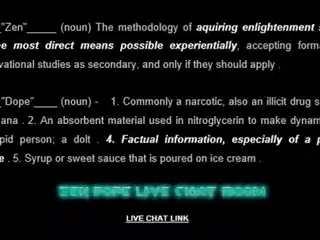 "Zen"_____ (noun) The methodology of aquiring enlightenment s
e most direct means possible experientially, accepting forma
vational studies as secondary, and only if they should apply .
"Dope"____ (noun) - 1. Commonly a narcotic, also an illicit drug s
ana . 2. An absorbent material used in nitroglycerin to make dynam
pid person; a dolt . 4. Factual information, especially of a p
e . 5. Syrup or sweet sauce that is poured on ice cream .
ZEN DOPE LIVE CHAT ROOM
LIVE CHAT LINK